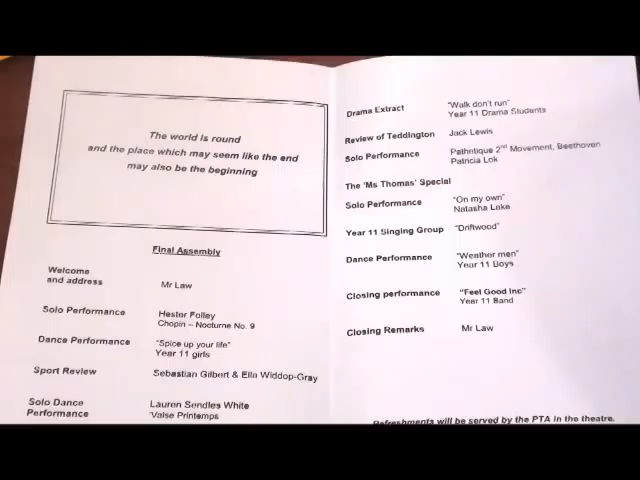 The world is round
and the place which may seem like the end
may also be the beginning
Final Assembly
Welcome
and address Mr Law
Solo Performance Hester Folley
Chopin – Nocturne No. 9
Dance Performance "Spice up your life"
Year 11 girls
Sport Review Sebastian Gilbert & Ella Widdop-Gray
Solo Dance Lauren Sendles White
Performance 'Valse Printemps
Drama Extract "Walk don't run"
Year 11 Drama Students
Review of Teddington Jack Lewis
Solo Performance Pathetique 2nd Movement, Beethoven
Patricia Lok
The 'Ms Thomas' Special
Solo Performance "On my own"
Natasha Lake
Year 11 Singing Group "Driftwood"
Dance Performance "Weather men"
Year 11 Boys
Closing performance "Feel Good Inc"
Year 11 Band
Closing Remarks Mr Law
Refreshments will be served by the PTA in the theatre.